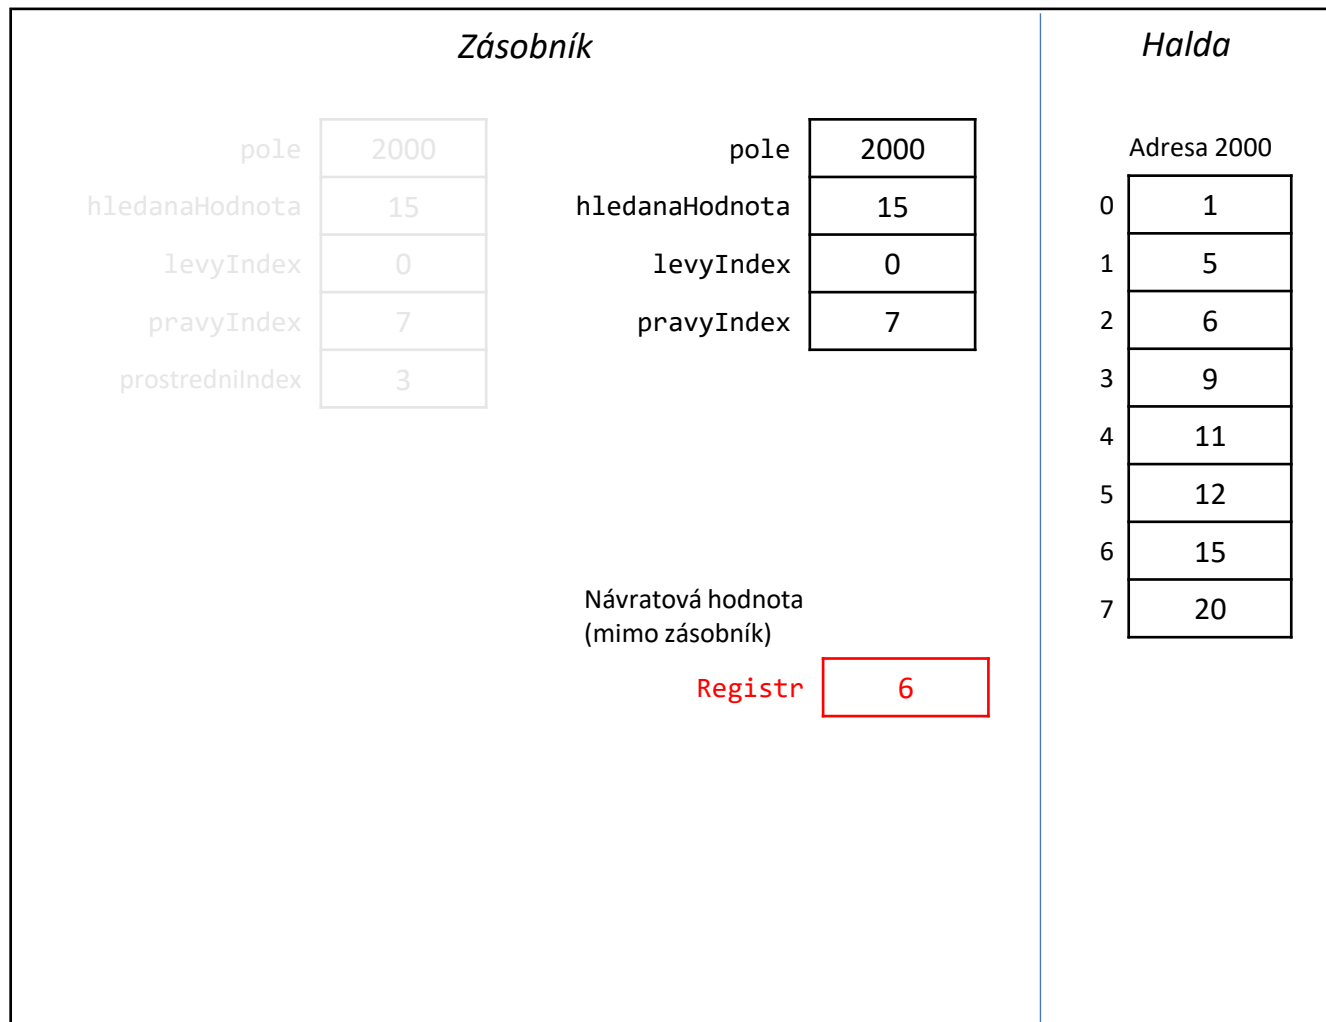 Zásobník
Halda
pole 2000
hledanaHodnota 15
levyIndex 0
pravyIndex 7
prostredniIndex 3
pole 2000
hledanaHodnota 15
levyIndex 0
pravyIndex 7
Návratová hodnota
(mimo zásobník)
Registr 6
Adresa 2000
0 1
1 5
2 6
3 9
4 11
5 12
6 15
7 20